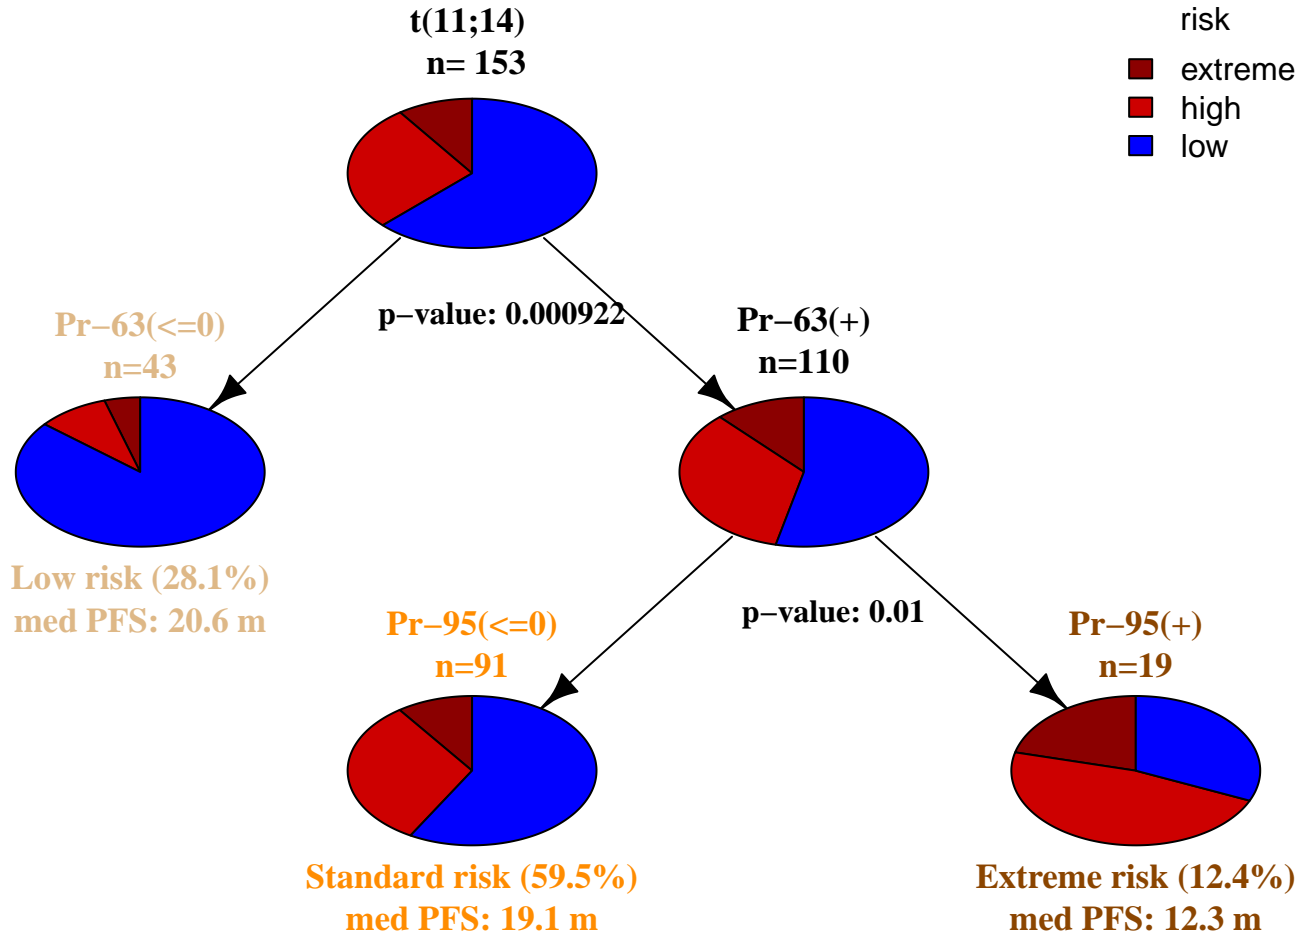 t(11;14)
n= 153
risk
extreme
high
low
p−value: 0.000922
Pr−63(<=0)
n=43
Pr−63(+)
n=110
Low risk (28.1%)
med PFS: 20.6 m
p−value: 0.01
Pr−95(<=0)
n=91
Pr−95(+)
n=19
Standard risk (59.5%)
med PFS: 19.1 m
Extreme risk (12.4%)
med PFS: 12.3 m